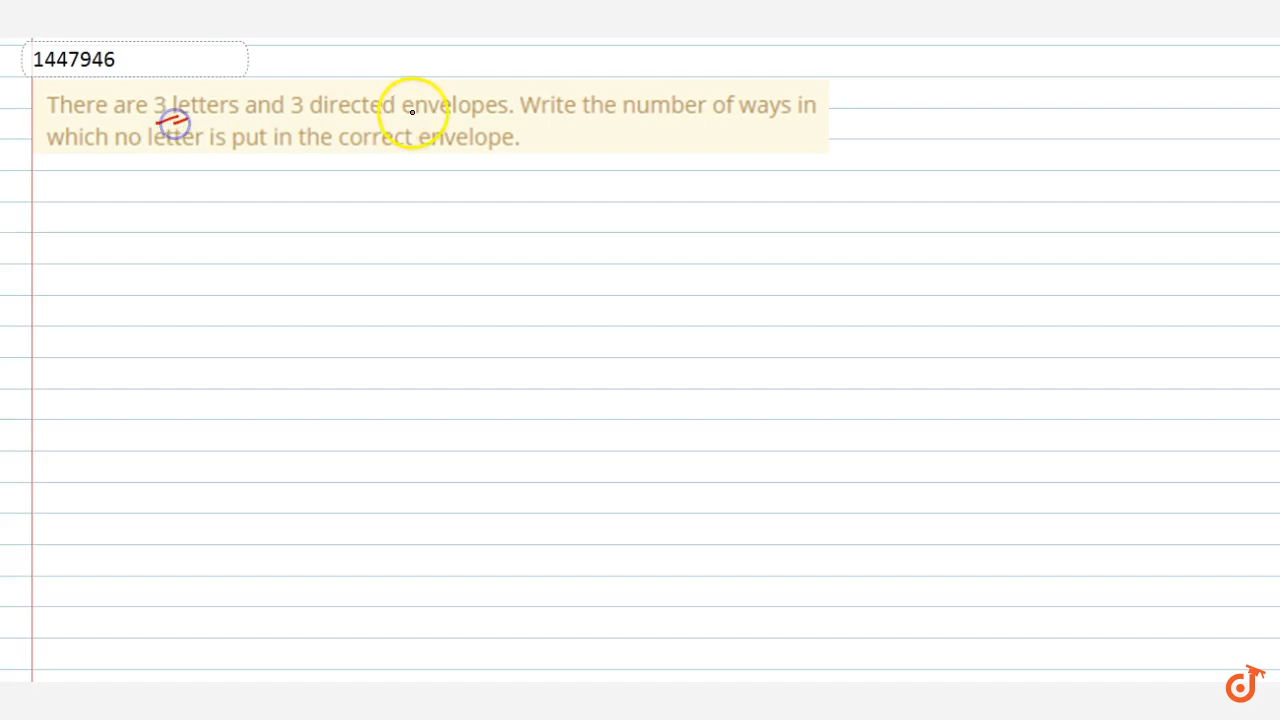 1447946
There are 3 letters and 3 directed envelopes. Write the number of ways in
which no letter is put in the correct envelope.